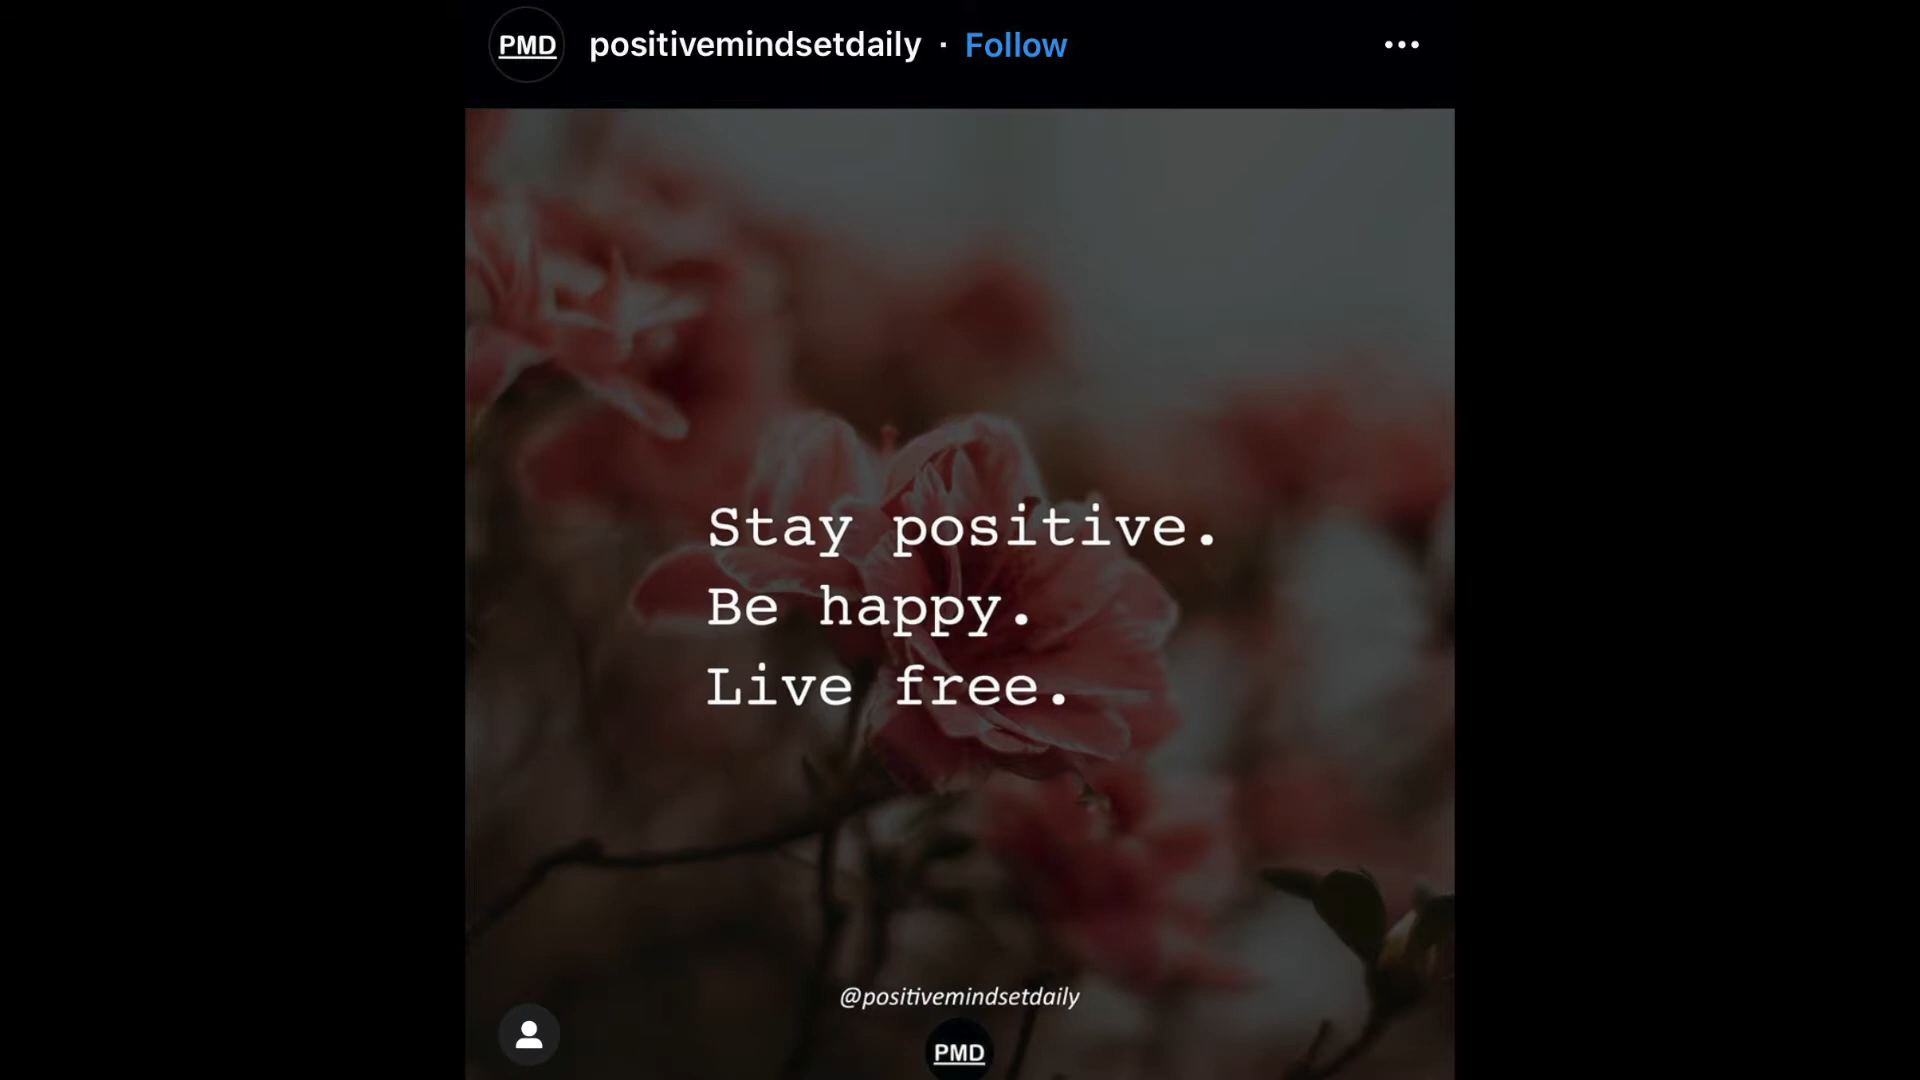 PMD positivemindsetdaily · Follow
Stay positive.
Be happy.
Live free.
@positivemindsetdaily
PMD